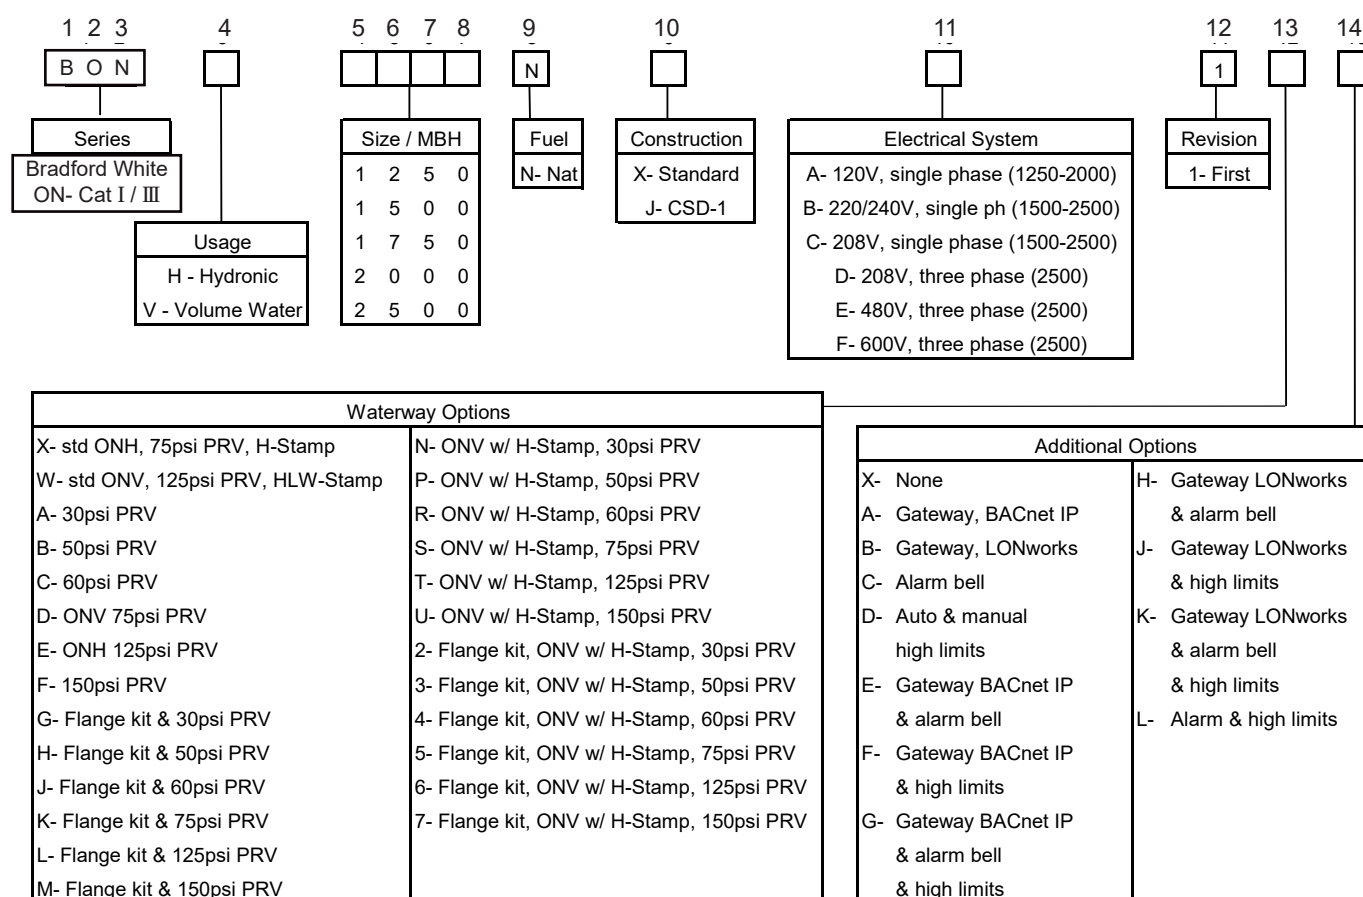 1 2 3 4 5 6 7 8 9 10 11 12 13 14
B O N N 1
Series
Bradford White
ON- Cat I / III
Usage
H - Hydronic
V - Volume Water
Size / MBH
1 2 5 0
1 5 0 0
1 7 5 0
2 0 0 0
2 5 0 0
Fuel
N- Nat
Construction
X- Standard
J- CSD-1
Electrical System
A- 120V, single phase (1250-2000)
B- 220/240V, single ph (1500-2500)
C- 208V, single phase (1500-2500)
D- 208V, three phase (2500)
E- 480V, three phase (2500)
F- 600V, three phase (2500)
Revision
1- First
Waterway Options
X- std ONH, 75psi PRV, H-Stamp
W- std ONV, 125psi PRV, HLW-Stamp
A- 30psi PRV
B- 50psi PRV
C- 60psi PRV
D- ONV 75psi PRV
E- ONH 125psi PRV
F- 150psi PRV
G- Flange kit & 30psi PRV
H- Flange kit & 50psi PRV
J- Flange kit & 60psi PRV
K- Flange kit & 75psi PRV
L- Flange kit & 125psi PRV
M- Flange kit & 150psi PRV
N- ONV w/ H-Stamp, 30psi PRV
P- ONV w/ H-Stamp, 50psi PRV
R- ONV w/ H-Stamp, 60psi PRV
S- ONV w/ H-Stamp, 75psi PRV
T- ONV w/ H-Stamp, 125psi PRV
U- ONV w/ H-Stamp, 150psi PRV
2- Flange kit, ONV w/ H-Stamp, 30psi PRV
3- Flange kit, ONV w/ H-Stamp, 50psi PRV
4- Flange kit, ONV w/ H-Stamp, 60psi PRV
5- Flange kit, ONV w/ H-Stamp, 75psi PRV
6- Flange kit, ONV w/ H-Stamp, 125psi PRV
7- Flange kit, ONV w/ H-Stamp, 150psi PRV
Additional Options
X- None
A- Gateway, BACnet IP
B- Gateway, LONworks
C- Alarm bell
D- Auto & manual
high limits
E- Gateway BACnet IP
& alarm bell
F- Gateway BACnet IP
& high limits
G- Gateway BACnet IP
& alarm bell
& high limits
H- Gateway LONworks
& alarm bell
J- Gateway LONworks
& high limits
K- Gateway LONworks
& alarm bell
& high limits
L- Alarm & high limits